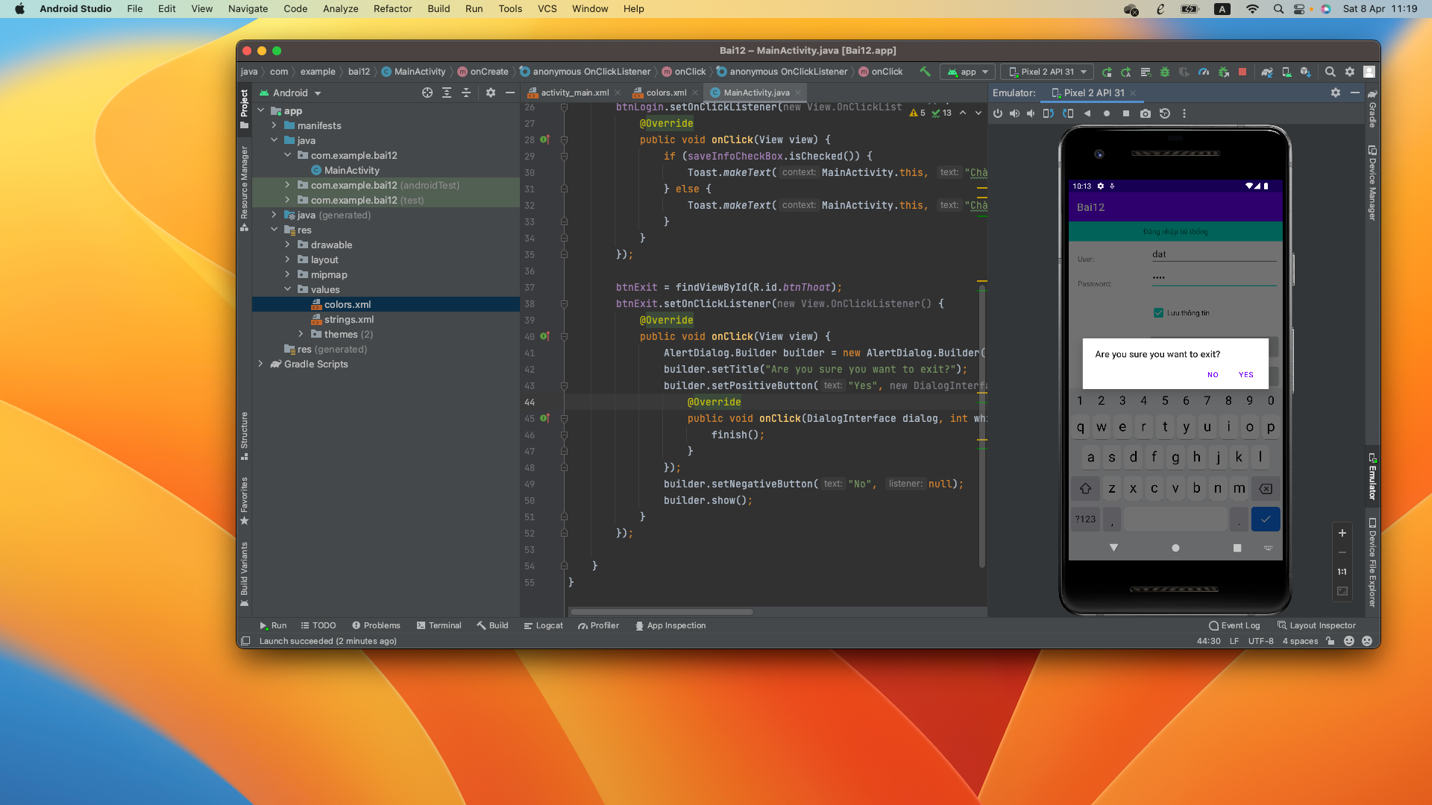 Android Studio File Edit View Navigate Code Analyze Refactor Build Run Tools VCS Window Help A Sat 8 Apr 11:19
Bai12 – MainActivity.java [Bai12.app]
java com example bai12 MainActivity onCreate anonymous OnClickListener onClick anonymous OnClickListener onClick app Pixel 2 API 31
Android
activity_main.xml colors.xml MainActivity.java
Emulator: Pixel 2 API 31
Project
Resource Manager
Structure
Favorites
Build Variants
app
manifests
java
com.example.bai12
MainActivity
com.example.bai12 (androidTest)
com.example.bai12 (test)
java (generated)
res
drawable
layout
mipmap
values
colors.xml
strings.xml
themes (2)
res (generated)
Gradle Scripts
5 13
26 btnLogin.setOnClickListener(new View.OnClickList
27 @Override
28 public void onClick(View view) {
29 if (saveInfoCheckBox.isChecked()) {
30 Toast.makeText( context: MainActivity.this, text: "Chà
31 } else {
32 Toast.makeText( context: MainActivity.this, text: "Chà
33 }
34 }
35 });
36
37 btnExit = findViewById(R.id.btnThoat);
38 btnExit.setOnClickListener(new View.OnClickListener() {
39 @Override
40 public void onClick(View view) {
41 AlertDialog.Builder builder = new AlertDialog.Builder(
42 builder.setTitle("Are you sure you want to exit?");
43 builder.setPositiveButton( text: "Yes", new DialogInterfa
44 @Override
45 public void onClick(DialogInterface dialog, int wh
46 finish();
47 }
48 });
49 builder.setNegativeButton( text: "No", listener: null);
50 builder.show();
51 }
52 });
53
54 }
55 }
10:13
Bai12
Đăng nhập hệ thống
User: dat
Password: ••••
Lưu thông tin
Are you sure you want to exit?
NO YES
1 2 3 4 5 6 7 8 9 0
q w e r t y u i o p
a s d f g h j k l
z x c v b n m
?123 , .
1:1
Gradle
Device Manager
Emulator
Device File Explorer
Run TODO Problems Terminal Build Logcat Profiler App Inspection Event Log Layout Inspector
Launch succeeded (2 minutes ago) 44:30 LF UTF-8 4 spaces